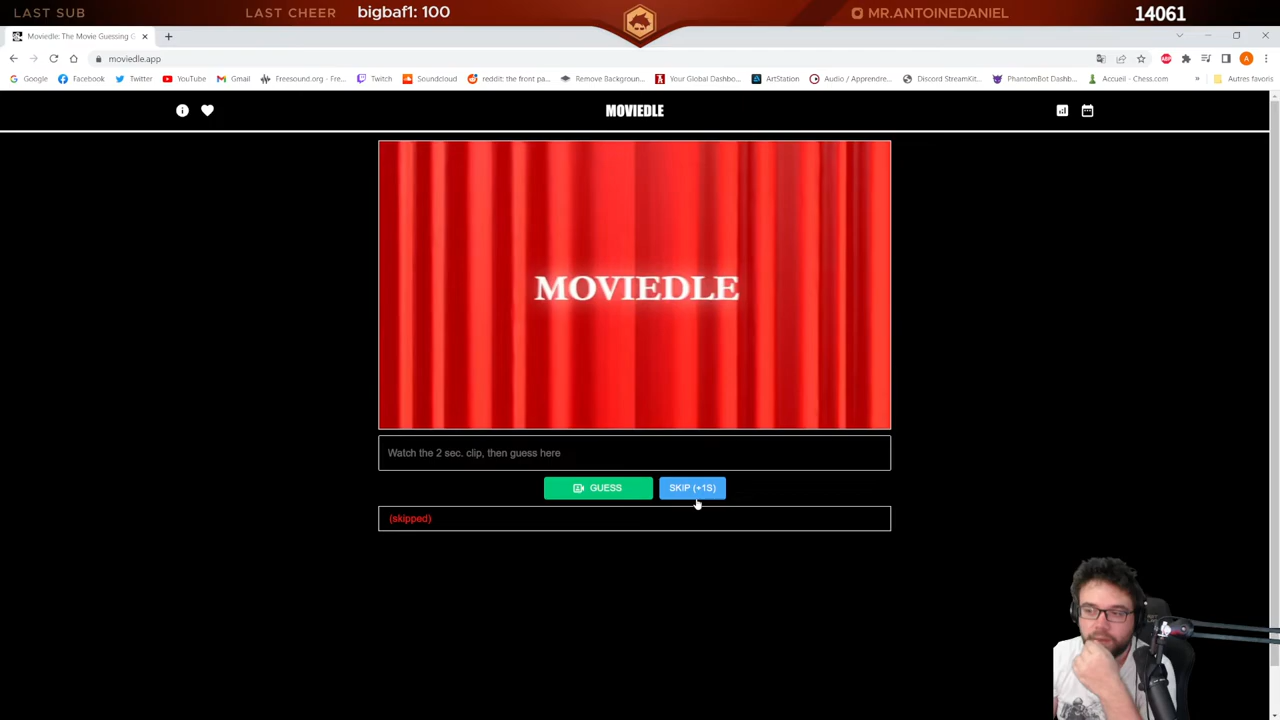 LAST SUB LAST CHEER bigbaf1: 100 MR.ANTOINEDANIEL 14061
Moviedle: The Movie Guessing G
moviedle.app
Google Facebook Twitter YouTube Gmail Freesound.org - Fre... Twitch Soundcloud reddit: the front pa... Remove Backgroun... Your Global Dashbo... ArtStation Audio / Apprendre... Discord StreamKit... PhantomBot Dashb... Accueil - Chess.com » Autres favoris
MOVIEDLE
MOVIEDLE
Watch the 2 sec. clip, then guess here
GUESS SKIP (+1S)
(skipped)